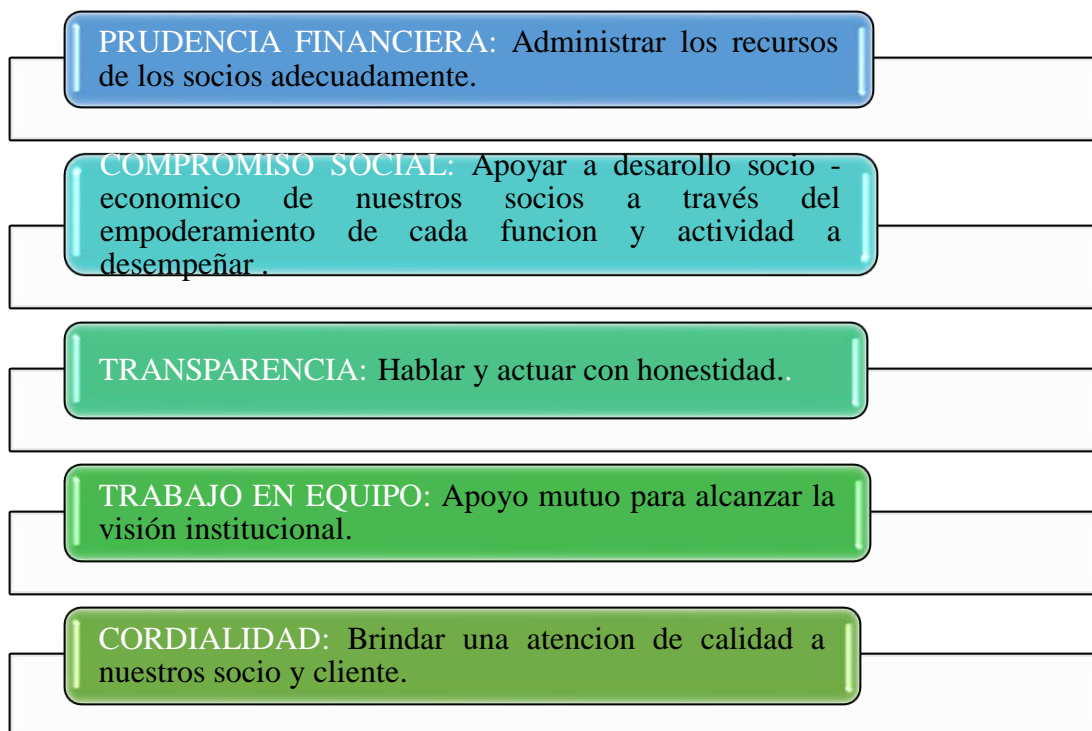 PRUDENCIA FINANCIERA: Administrar los recursos
de los socios adecuadamente.
COMPROMISO SOCIAL: Apoyar a desarollo socio -
economico de nuestros socios a través del
empoderamiento de cada funcion y actividad a
desempeñar .
TRANSPARENCIA: Hablar y actuar con honestidad..
TRABAJO EN EQUIPO: Apoyo mutuo para alcanzar la
visión institucional.
CORDIALIDAD: Brindar una atencion de calidad a
nuestros socio y cliente.